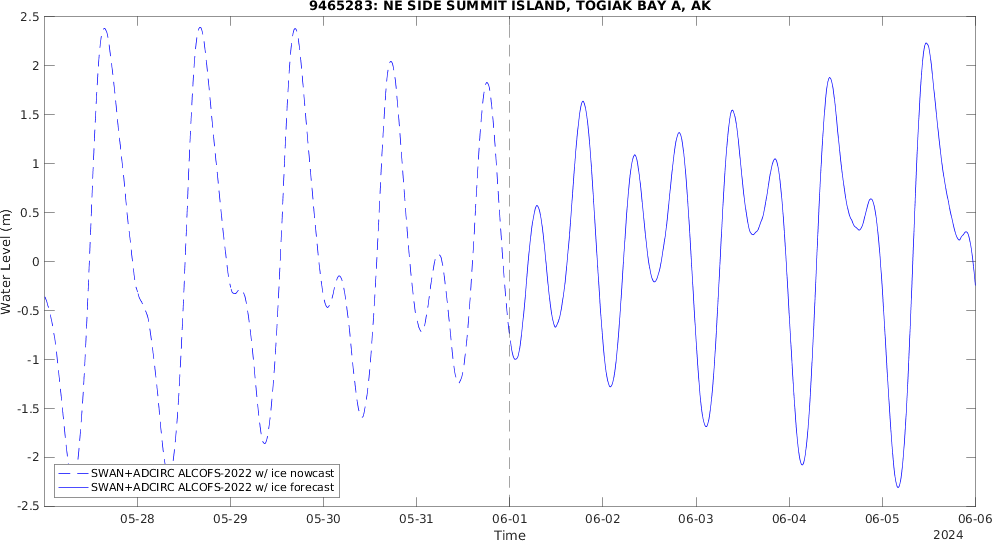 9465283: NE SIDE SUMMIT ISLAND, TOGIAK BAY A, AK
2.5
2
1.5
1
0.5
0
-0.5
-1
-1.5
-2
-2.5
Water Level (m)
SWAN+ADCIRC ALCOFS-2022 w/ ice nowcast
SWAN+ADCIRC ALCOFS-2022 w/ ice forecast
05-28 05-29 05-30 05-31 06-01 06-02 06-03 06-04 06-05 06-06
Time
2024